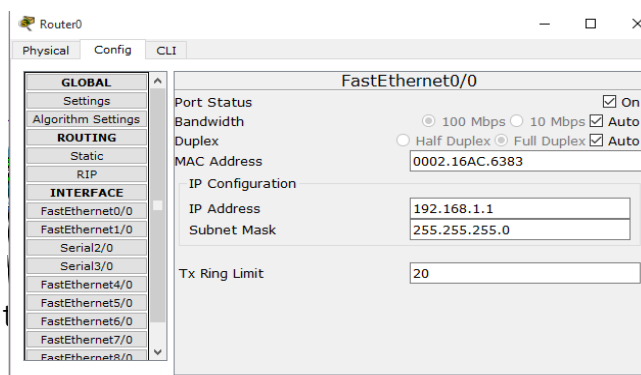 Router0
Physical Config CLI
GLOBAL
Settings
Algorithm Settings
ROUTING
Static
RIP
INTERFACE
FastEthernet0/0
FastEthernet1/0
Serial2/0
Serial3/0
FastEthernet4/0
FastEthernet5/0
FastEthernet6/0
FastEthernet7/0
FastEthernet8/0
FastEthernet0/0
Port Status On
Bandwidth 100 Mbps 10 Mbps Auto
Duplex Half Duplex Full Duplex Auto
MAC Address 0002.16AC.6383
IP Configuration
IP Address 192.168.1.1
Subnet Mask 255.255.255.0
Tx Ring Limit 20